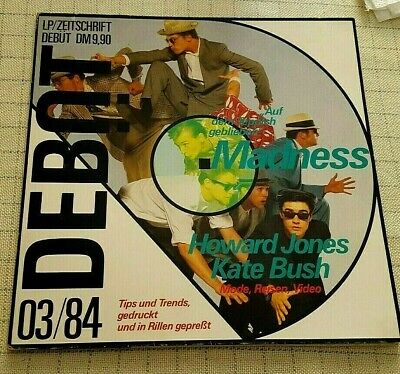 LP/ZEITSCHRIFT
DEBUT DM 9,90
DEBUT
...Auf
dem
Madness
Howard Jones
Kate Bush
Mode, Reisen, Video
03/84
Tips und Trends,
gedruckt
und in Rillen gepreßt